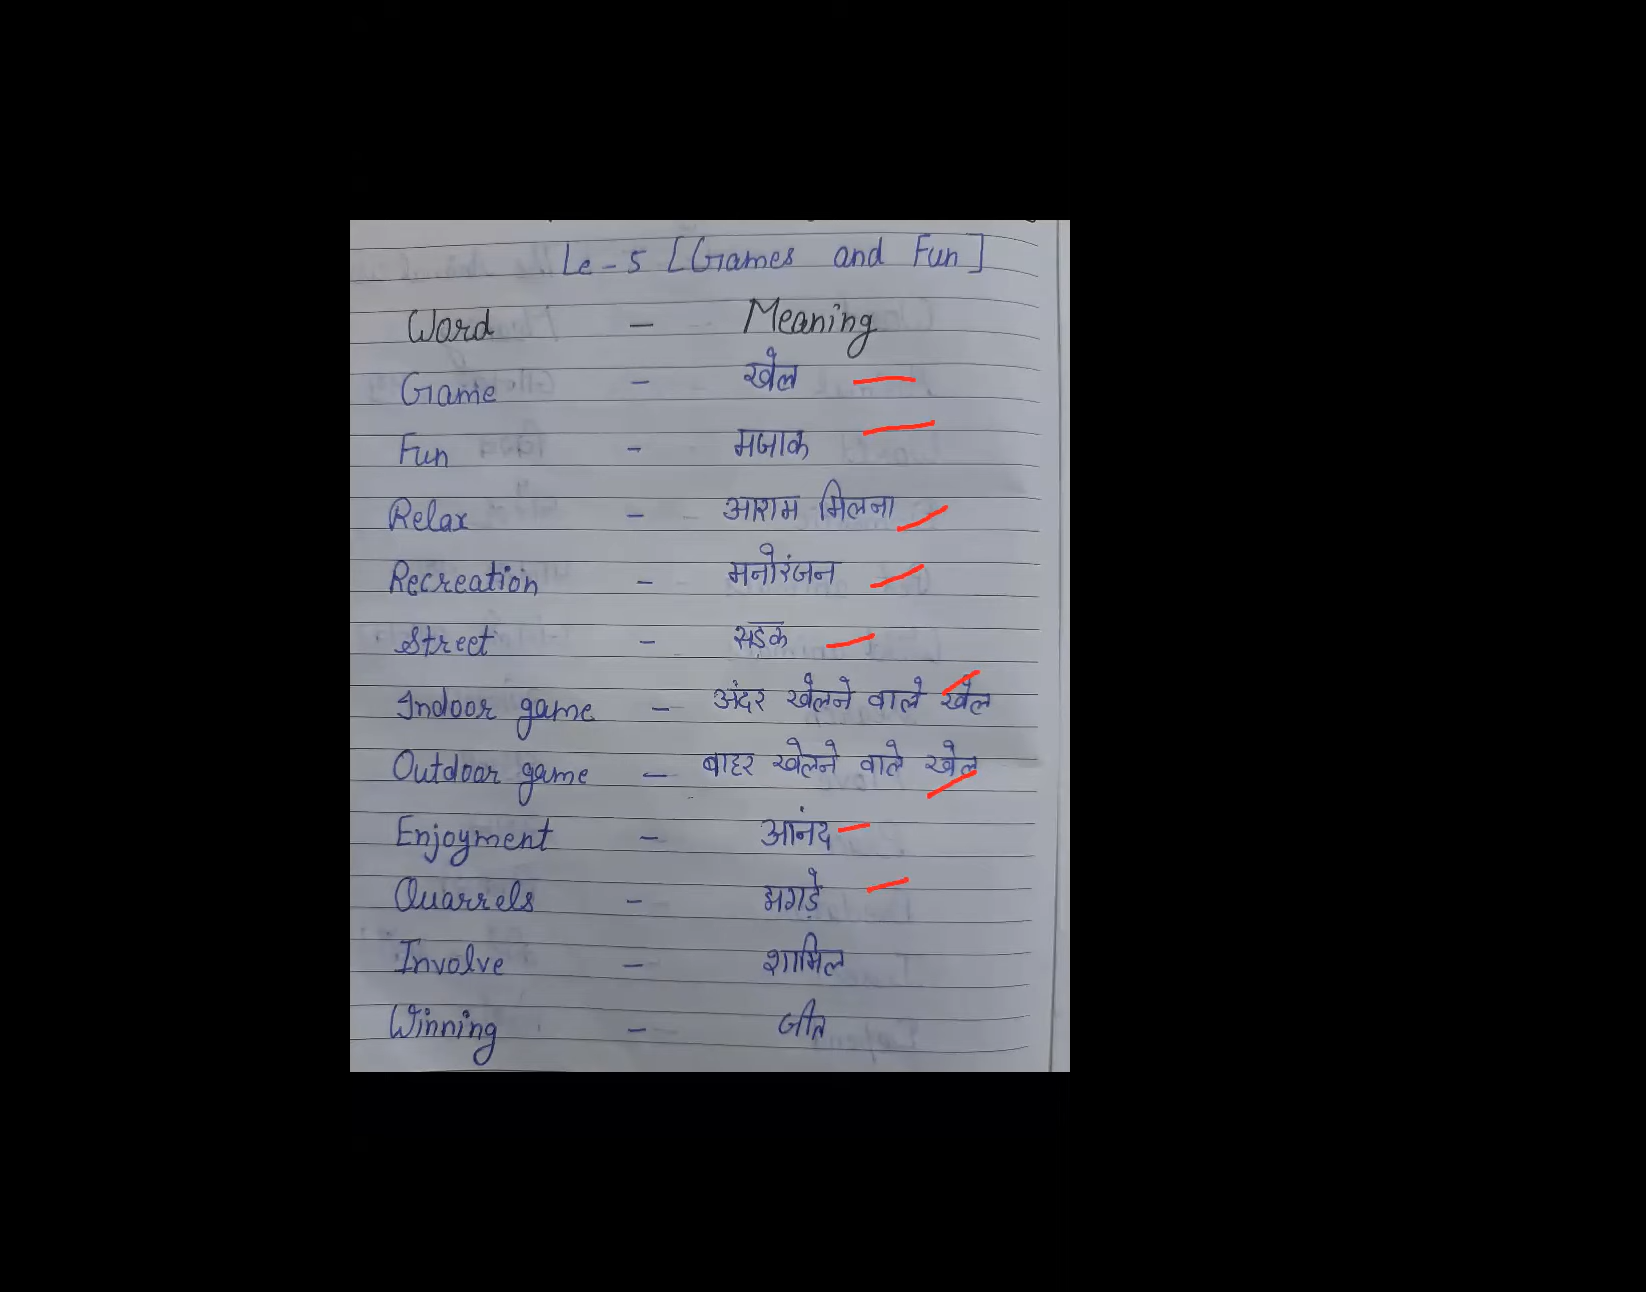 Le-5 [Games and Fun]
Word - Meaning
Game - खेल
Fun - मजाक
Relax - आराम मिलना
Recreation - मनोरंजन
Street - सड़क
Indoor game - अंदर खेलने वाले खेल
Outdoor game - बाहर खेलने वाले खेल
Enjoyment - आनंद
Quarrels - झगड़े
Involve - शामिल
Winning - जीत